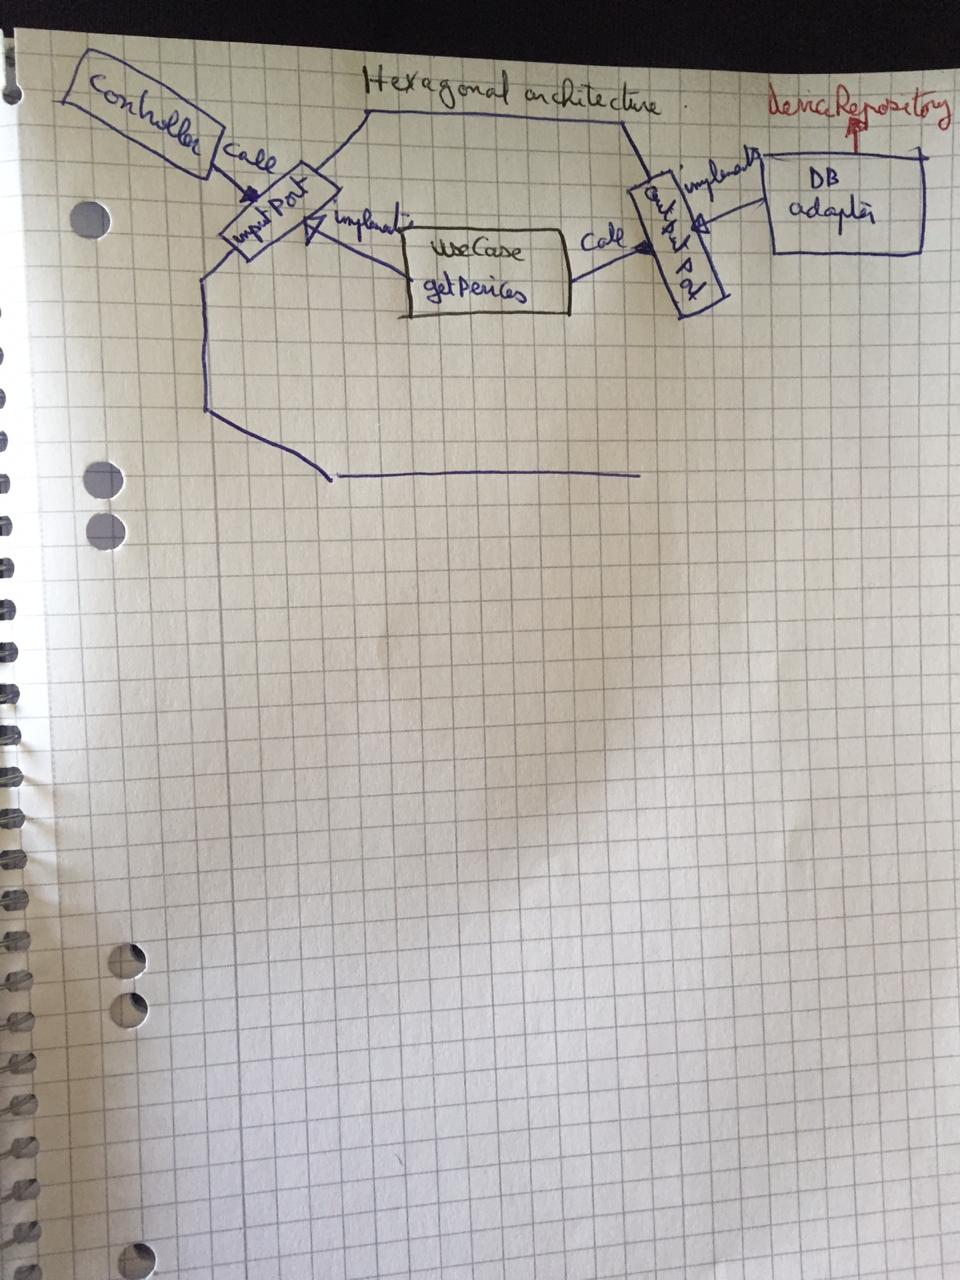 Hexagonal architecture
Controller
call
input Port
implements
useCase
getDevices
call
output Port
implements
DB
adapter
deviceRepository